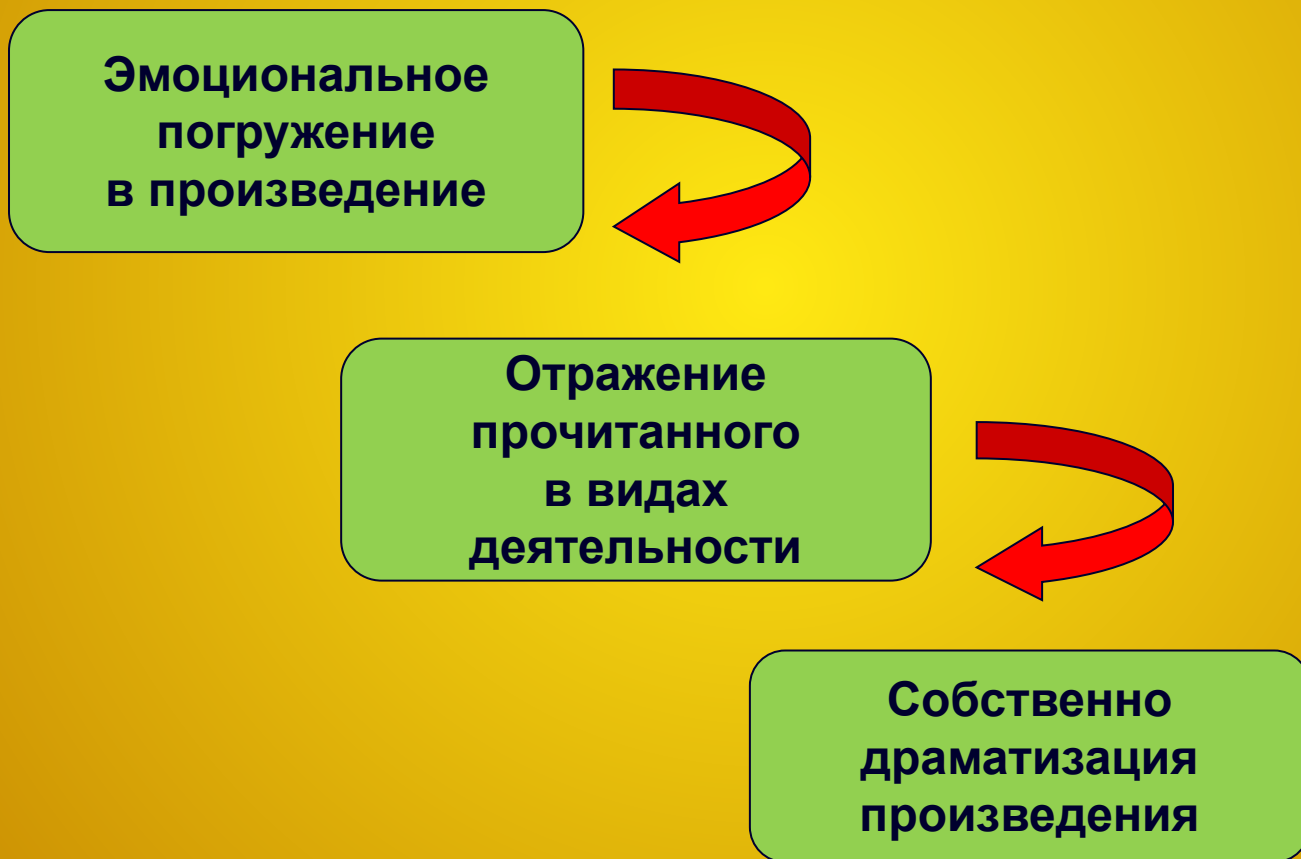 Эмоциональное
погружение
в произведение
Отражение
прочитанного
в видах
деятельности
Собственно
драматизация
произведения